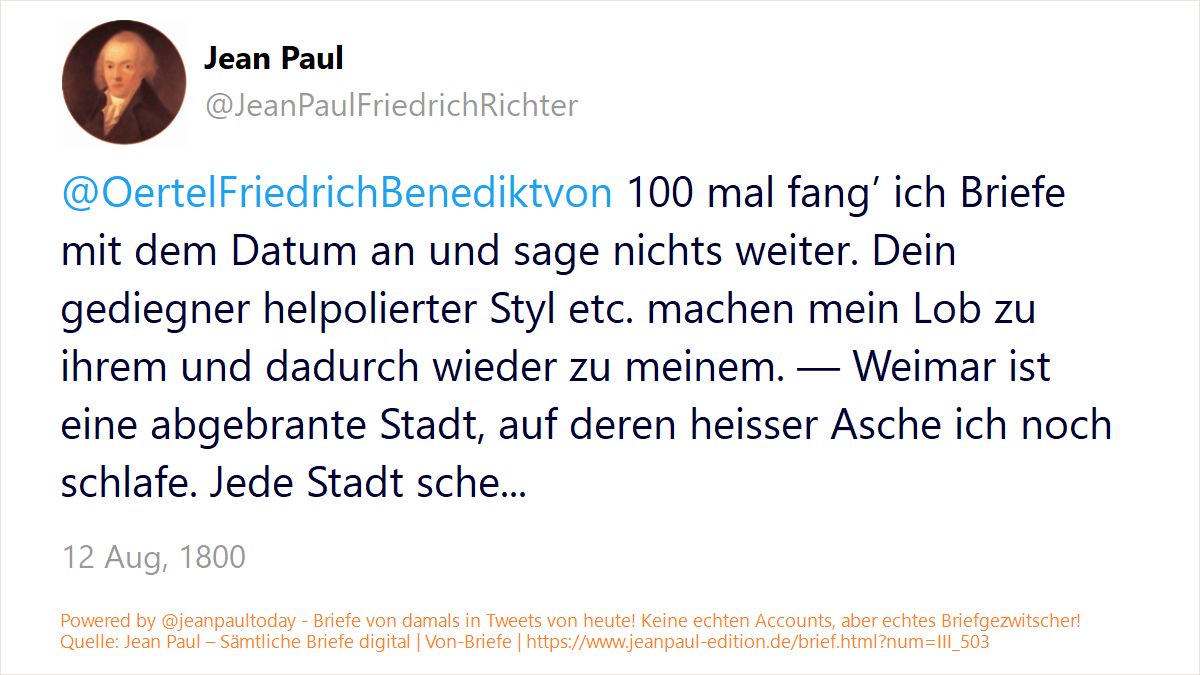 Jean Paul
@JeanPaulFriedrichRichter
@OertelFriedrichBenediktvon 100 mal fang’ ich Briefe
mit dem Datum an und sage nichts weiter. Dein
gediegner helpolierter Styl etc. machen mein Lob zu
ihrem und dadurch wieder zu meinem. — Weimar ist
eine abgebrante Stadt, auf deren heisser Asche ich noch
schlafe. Jede Stadt sche...
12 Aug, 1800
Powered by @jeanpaultoday - Briefe von damals in Tweets von heute! Keine echten Accounts, aber echtes Briefgezwitscher!
Quelle: Jean Paul – Sämtliche Briefe digital | Von-Briefe | https://www.jeanpaul-edition.de/brief.html?num=III_503